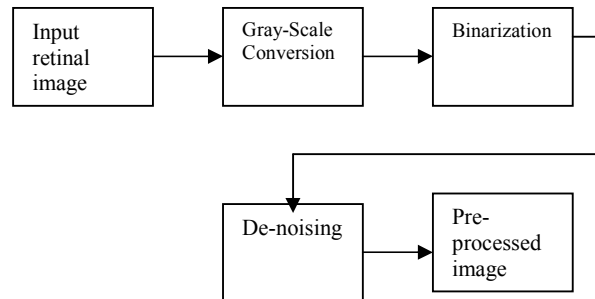 Input
retinal
image
Gray-Scale
Conversion
Binarization
De-noising
Pre-
processed
image